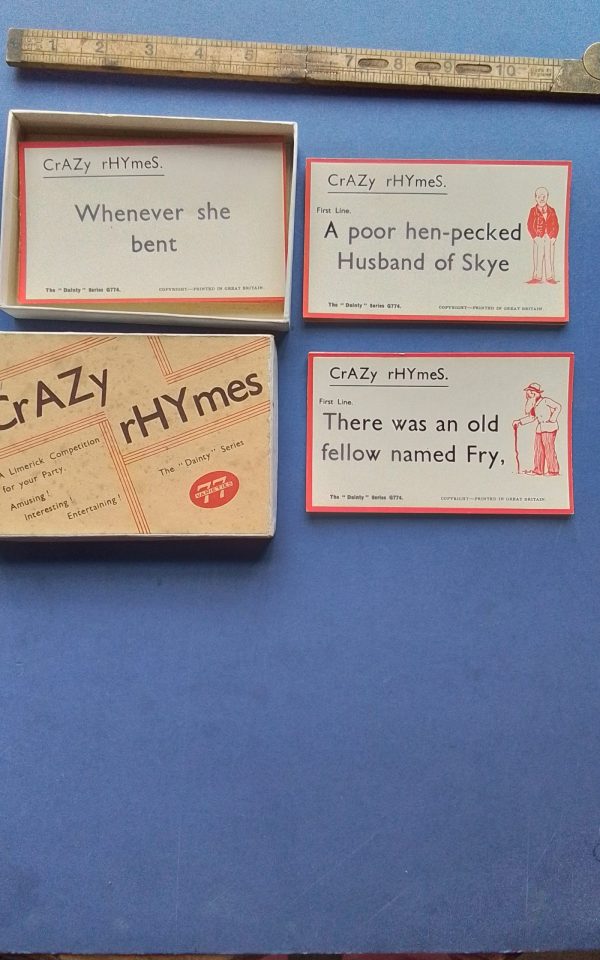 1 2 3 4 5 7 8 9 10
CrAZy rHYmeS.
Whenever she
bent
The "Dainty" Series G774.
COPYRIGHT—PRINTED IN GREAT BRITAIN.
CrAZy rHYmeS.
First Line.
A poor hen-pecked
Husband of Skye
The "Dainty" Series G774.
COPYRIGHT—PRINTED IN GREAT BRITAIN.
CrAZy
rHYmes
A Limerick Competition
for your Party.
Amusing!
Interesting!
Entertaining!
The "Dainty" Series
77
VARIETIES
CrAZy rHYmeS.
First Line.
There was an old
fellow named Fry,
The "Dainty" Series G774.
COPYRIGHT—PRINTED IN GREAT BRITAIN.